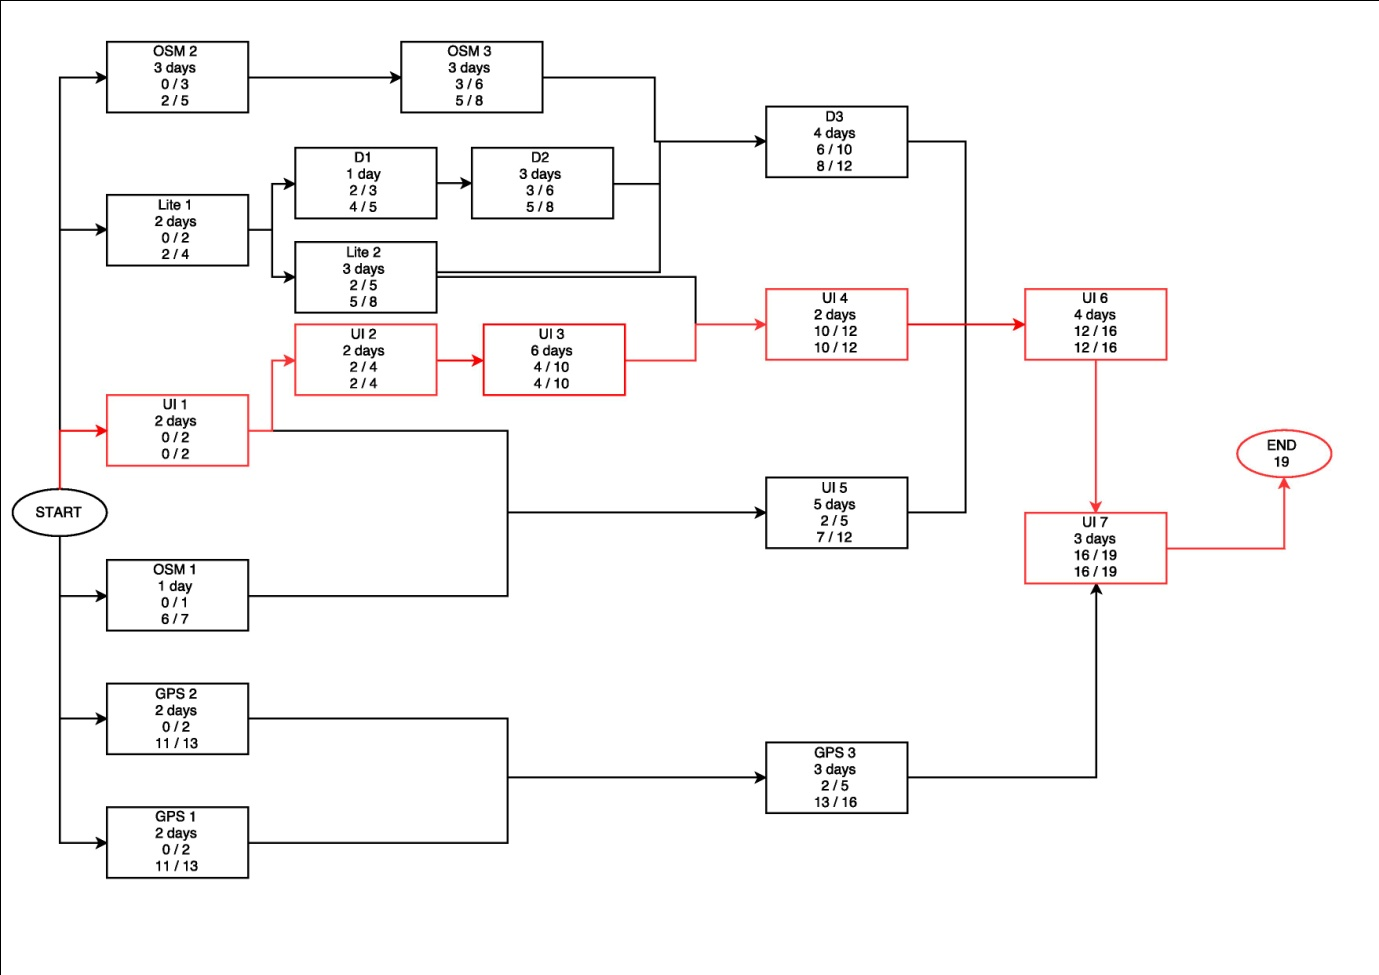 OSM 2
3 days
0 / 3
2 / 5
OSM 3
3 days
3 / 6
5 / 8
D3
4 days
6 / 10
8 / 12
D1
1 day
2 / 3
4 / 5
D2
3 days
3 / 6
5 / 8
Lite 1
2 days
0 / 2
2 / 4
Lite 2
3 days
2 / 5
5 / 8
UI 4
2 days
10 / 12
10 / 12
UI 6
4 days
12 / 16
12 / 16
UI 2
2 days
2 / 4
2 / 4
UI 3
6 days
4 / 10
4 / 10
UI 1
2 days
0 / 2
0 / 2
END
19
START
UI 5
5 days
2 / 5
7 / 12
UI 7
3 days
16 / 19
16 / 19
OSM 1
1 day
0 / 1
6 / 7
GPS 2
2 days
0 / 2
11 / 13
GPS 3
3 days
2 / 5
13 / 16
GPS 1
2 days
0 / 2
11 / 13